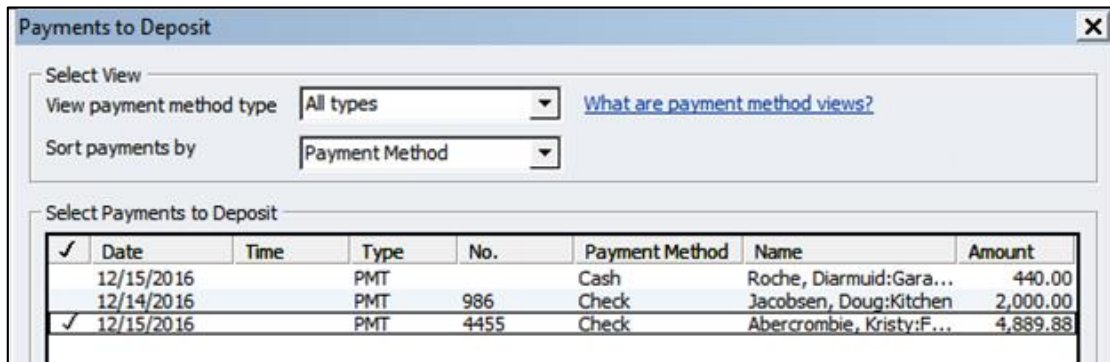 Payments to Deposit
Select View
View payment method type All types What are payment method views?
Sort payments by Payment Method
Select Payments to Deposit
✓ Date Time Type No. Payment Method Name Amount
12/15/2016 PMT Cash Roche, Diarmuid:Gara... 440.00
12/14/2016 PMT 986 Check Jacobsen, Doug:Kitchen 2,000.00
✓ 12/15/2016 PMT 4455 Check Abercrombie, Kristy:F... 4,889.88